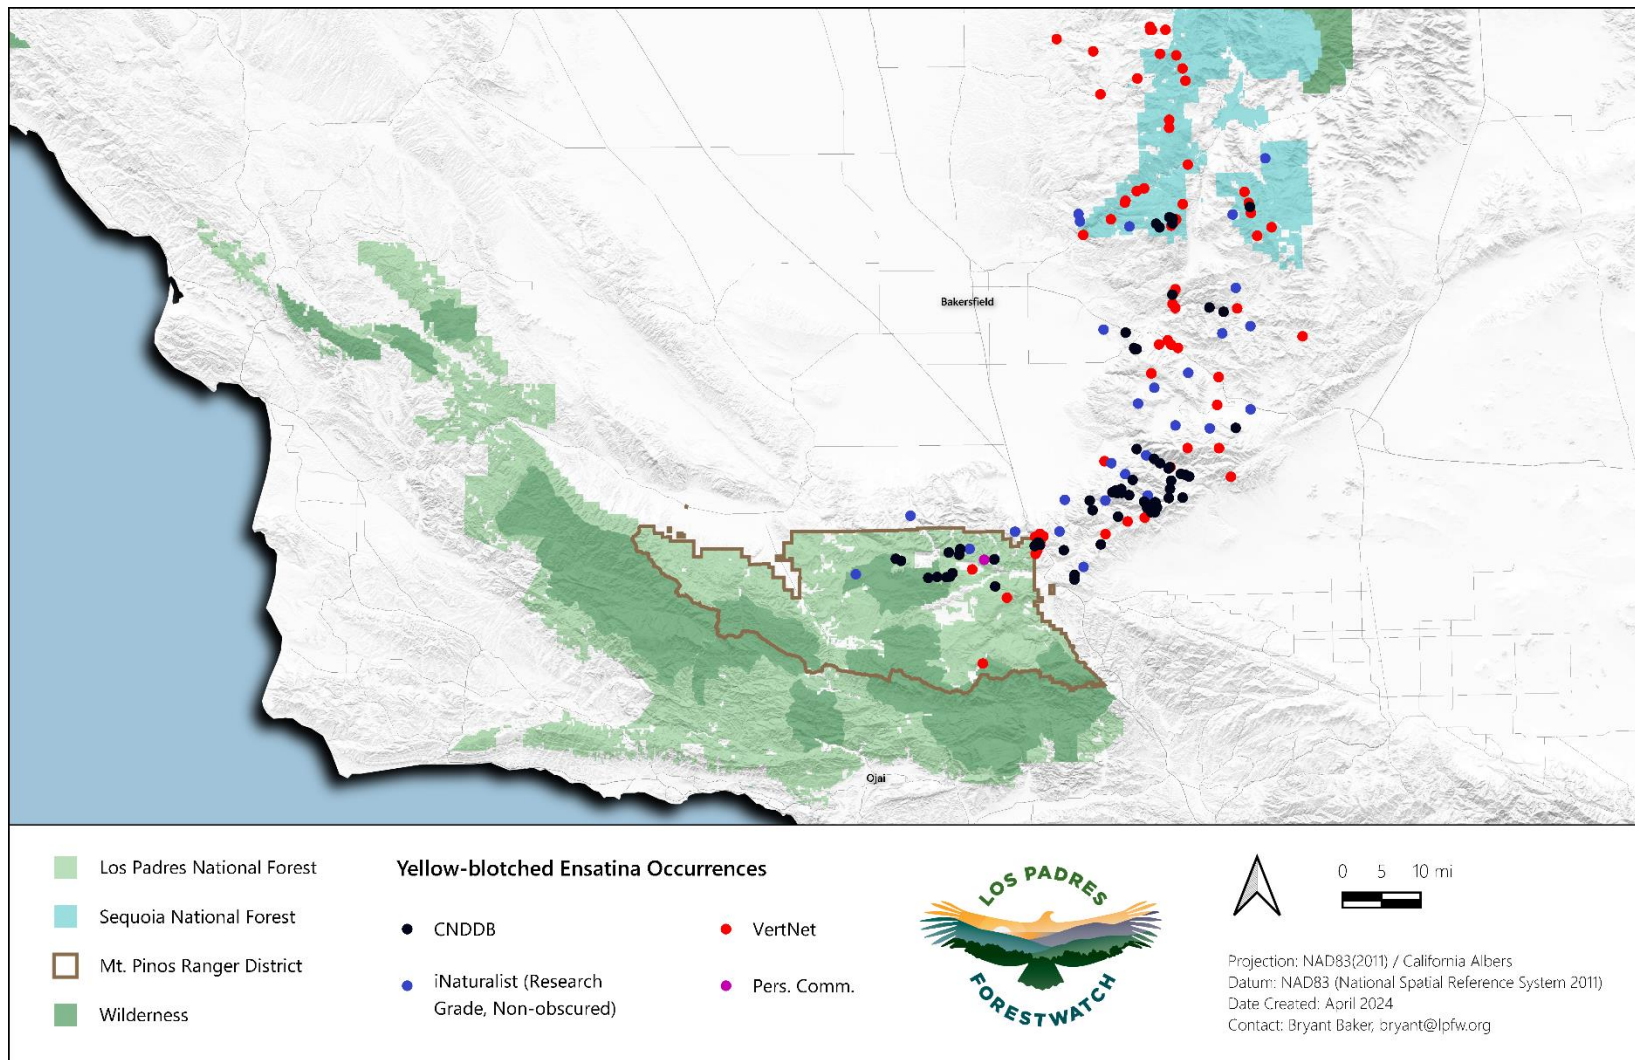 Bakersfield
Ojai
Los Padres National Forest
Sequoia National Forest
Mt. Pinos Ranger District
Wilderness
Yellow-blotched Ensatina Occurrences
CNDDB
iNaturalist (Research
Grade, Non-obscured)
VertNet
Pers. Comm.
LOS PADRES
FORESTWATCH
0 5 10 mi
Projection: NAD83(2011) / California Albers
Datum: NAD83 (National Spatial Reference System 2011)
Date Created: April 2024
Contact: Bryant Baker, bryant@lpfw.org